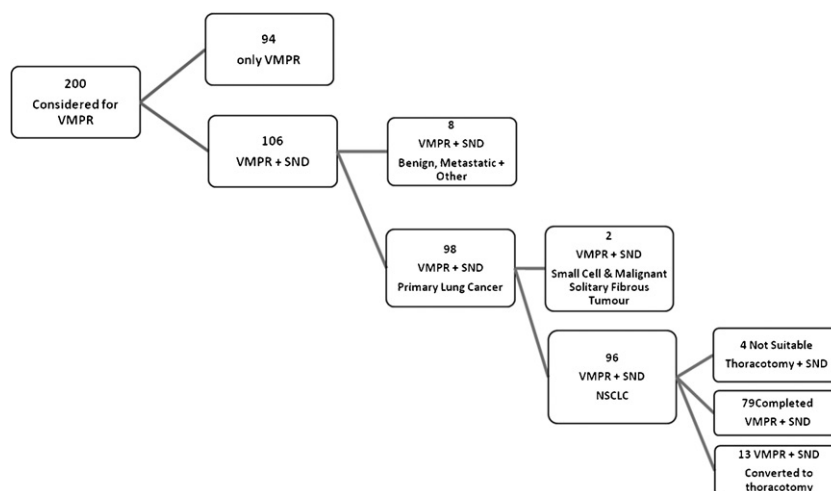 94
only VMPR
200
Considered for
VMPR
106
VMPR + SND
8
VMPR + SND
Benign, Metastatic +
Other
98
VMPR + SND
Primary Lung Cancer
2
VMPR + SND
Small Cell & Malignant
Solitary Fibrous
Tumour
96
VMPR + SND
NSCLC
4 Not Suitable
Thoracotomy + SND
79Completed
VMPR + SND
13 VMPR + SND
Converted to
thoracotomy